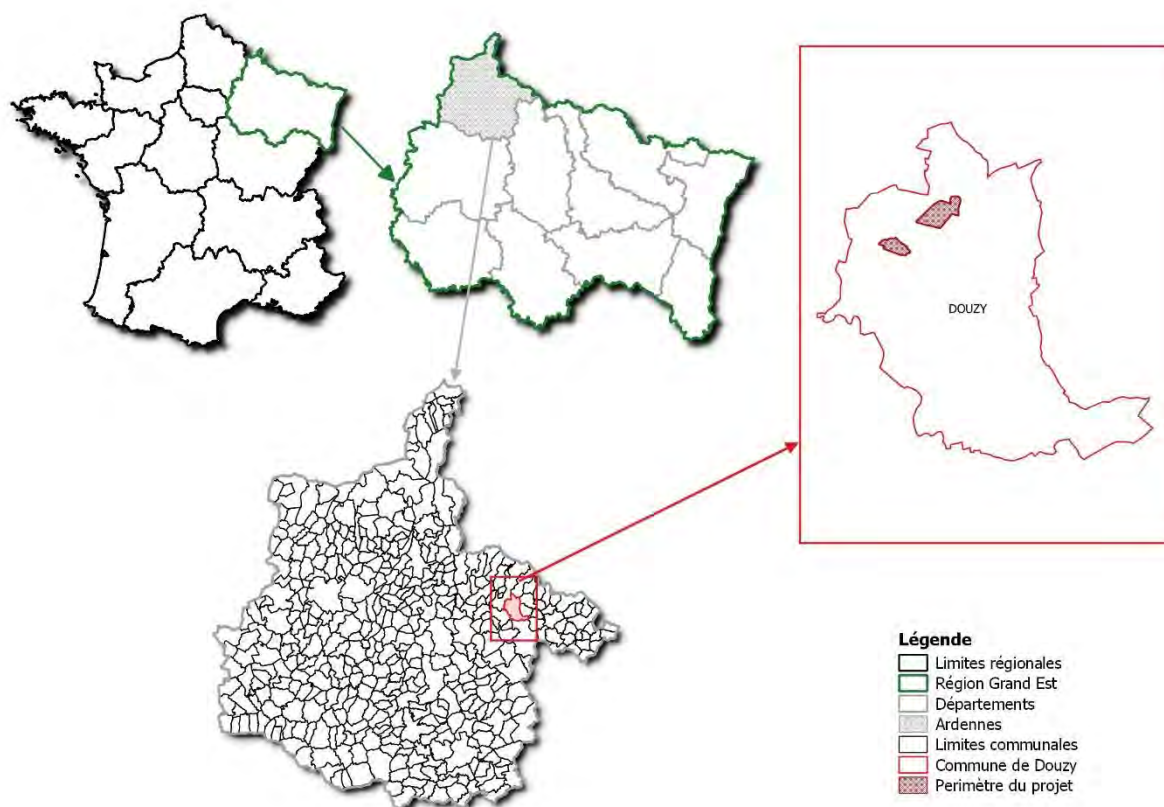 DOUZY
Légende
Limites régionales
Région Grand Est
Départements
Ardennes
Limites communales
Commune de Douzy
Perimètre du projet